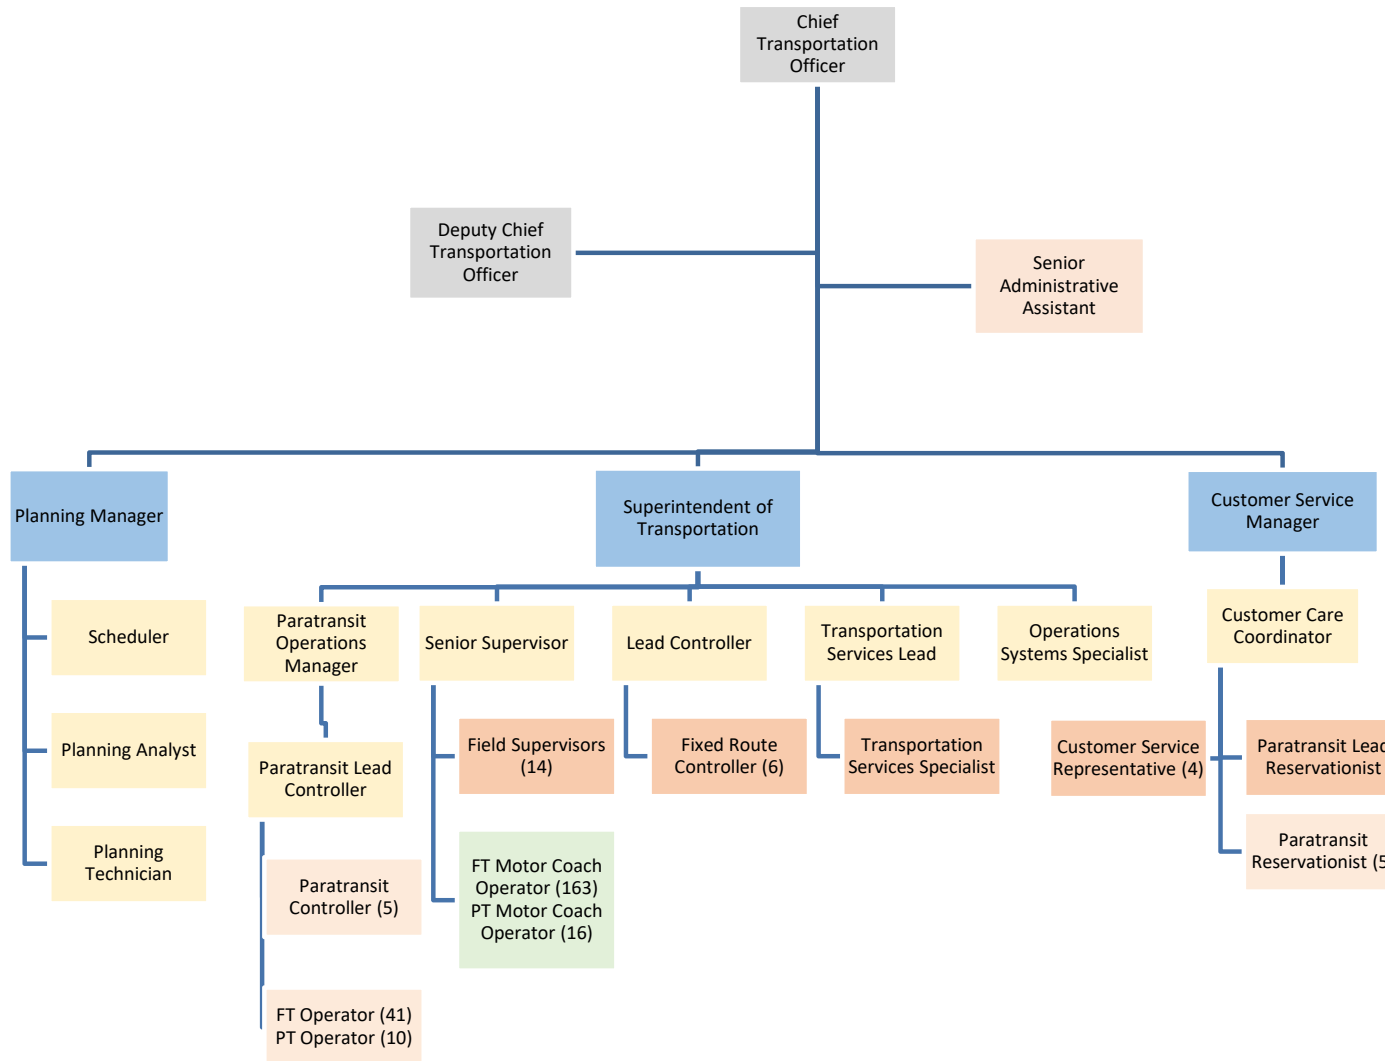 Chief
Transportation
Officer
Deputy Chief
Transportation
Officer
Senior
Administrative
Assistant
Planning Manager
Superintendent of
Transportation
Customer Service
Manager
Scheduler
Planning Analyst
Planning
Technician
Paratransit
Operations
Manager
Senior Supervisor
Lead Controller
Transportation
Services Lead
Operations
Systems Specialist
Customer Care
Coordinator
Paratransit Lead
Controller
Field Supervisors
(14)
Fixed Route
Controller (6)
Transportation
Services Specialist
Customer Service
Representative (4)
Paratransit Lead
Reservationist
Paratransit
Controller (5)
FT Motor Coach
Operator (163)
PT Motor Coach
Operator (16)
Paratransit
Reservationist (5
FT Operator (41)
PT Operator (10)